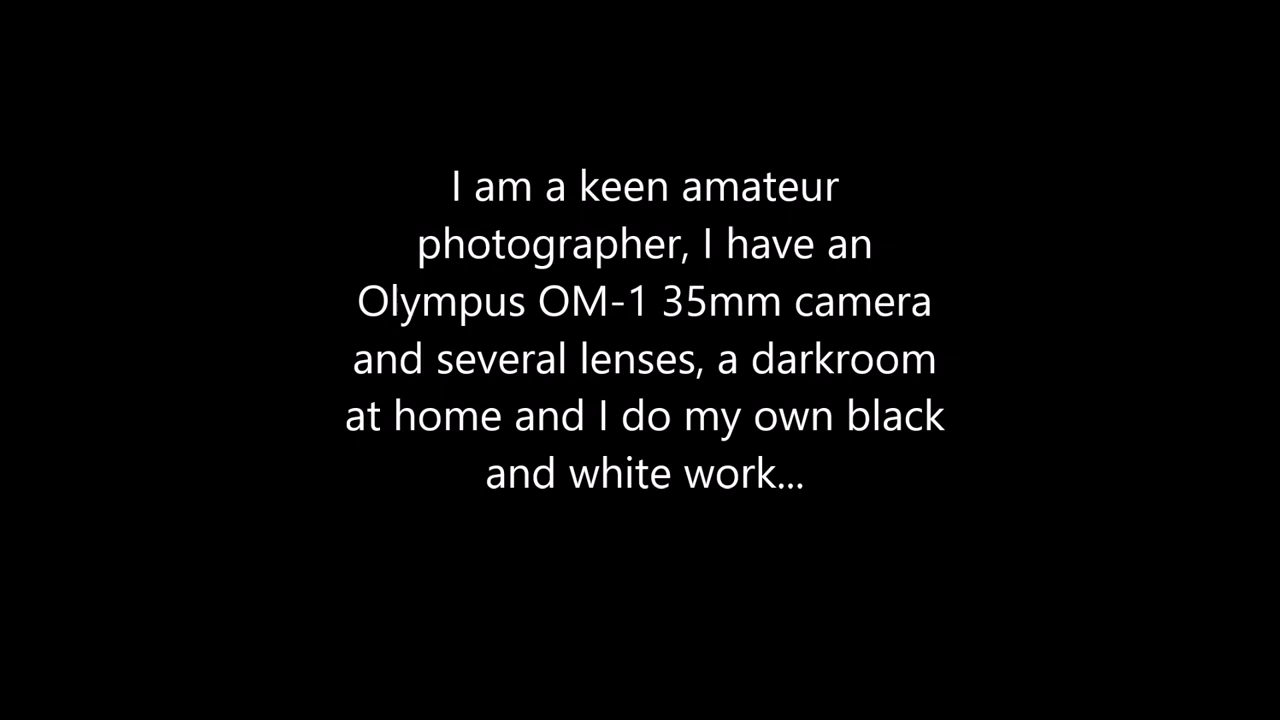 I am a keen amateur
photographer, I have an
Olympus OM-1 35mm camera
and several lenses, a darkroom
at home and I do my own black
and white work...